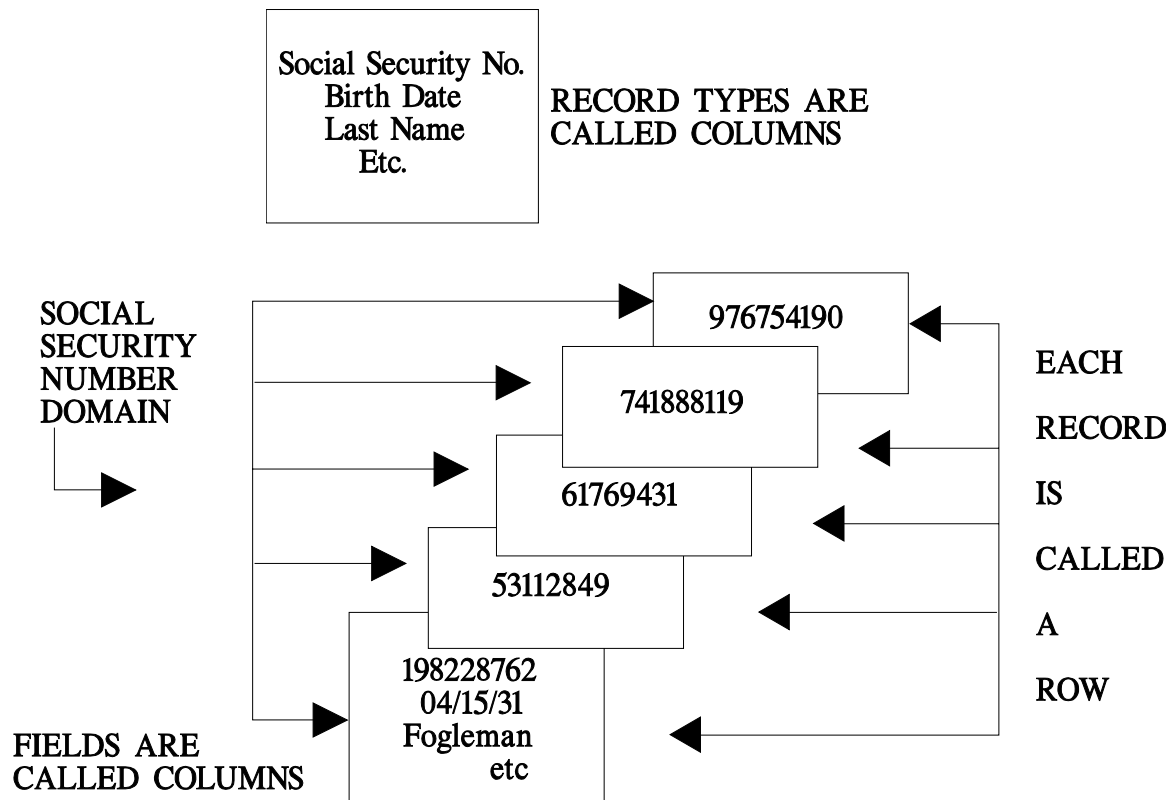 Social Security No.
Birth Date
Last Name
Etc.
RECORD TYPES ARE
CALLED COLUMNS
SOCIAL
SECURITY
NUMBER
DOMAIN
976754190
741888119
61769431
53112849
198228762
04/15/31
Fogleman
etc
EACH
RECORD
IS
CALLED
A
ROW
FIELDS ARE
CALLED COLUMNS